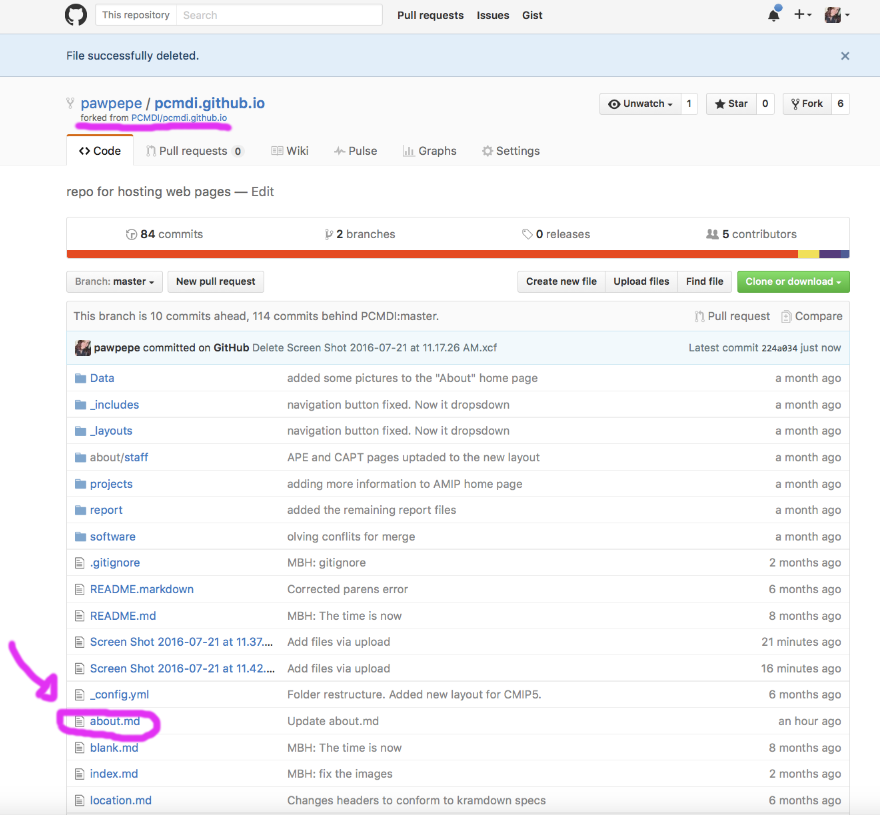 This repository Search Pull requests Issues Gist
File successfully deleted.
pawpepe / pcmdi.github.io
forked from PCMDI/pcmdi.github.io
Unwatch 1 Star 0 Fork 6
Code Pull requests 0 Wiki Pulse Graphs Settings
repo for hosting web pages — Edit
84 commits 2 branches 0 releases 5 contributors
Branch: master New pull request Create new file Upload files Find file Clone or download
This branch is 10 commits ahead, 114 commits behind PCMDI:master. Pull request Compare
pawpepe committed on GitHub Delete Screen Shot 2016-07-21 at 11.17.26 AM.xcf Latest commit 224a034 just now
Data added some pictures to the "About" home page a month ago
_includes navigation button fixed. Now it dropsdown a month ago
_layouts navigation button fixed. Now it dropsdown a month ago
about/staff APE and CAPT pages uptaded to the new layout a month ago
projects adding more information to AMIP home page a month ago
report added the remaining report files a month ago
software olving conflits for merge a month ago
.gitignore MBH: gitignore 2 months ago
README.markdown Corrected parens error 6 months ago
README.md MBH: The time is now 8 months ago
Screen Shot 2016-07-21 at 11.37.... Add files via upload 21 minutes ago
Screen Shot 2016-07-21 at 11.42.... Add files via upload 16 minutes ago
_config.yml Folder restructure. Added new layout for CMIP5. 6 months ago
about.md Update about.md an hour ago
blank.md MBH: The time is now 8 months ago
index.md MBH: fix the images 2 months ago
location.md Changes headers to conform to kramdown specs 6 months ago